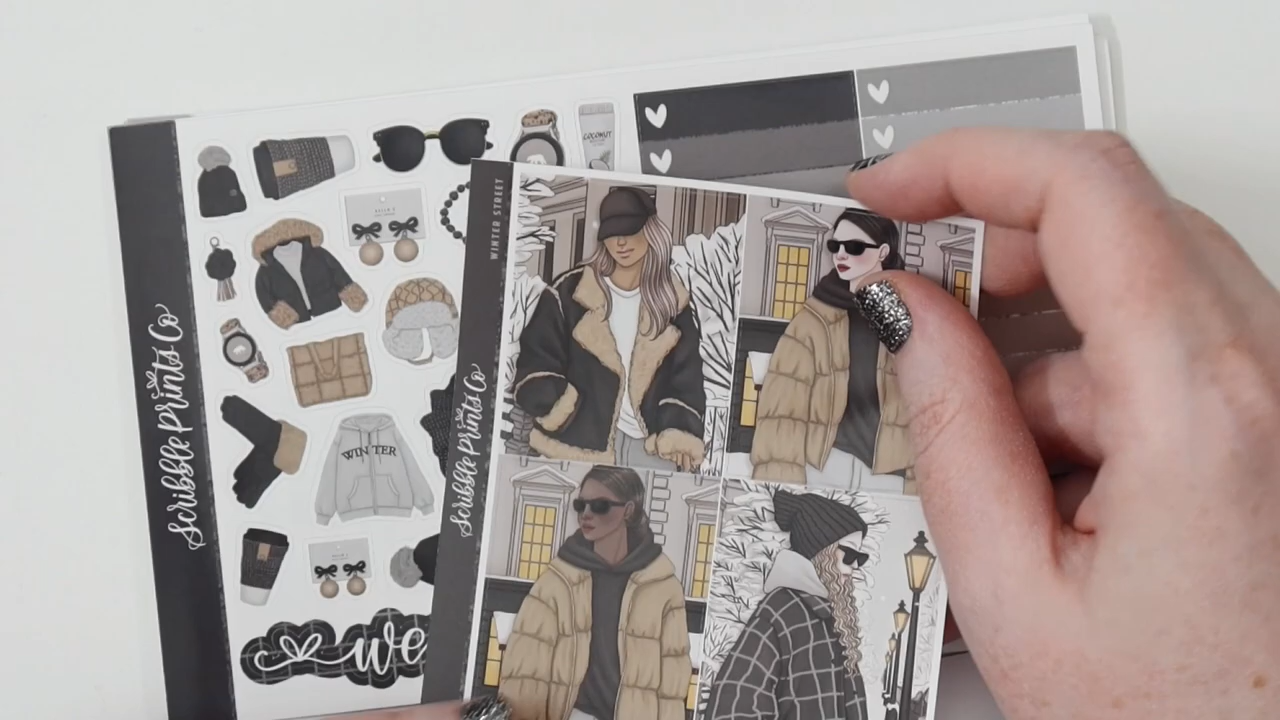 Scribble Prints Co
COCONUT
WINTER
we
WINTER STREET
Scribble Prints Co